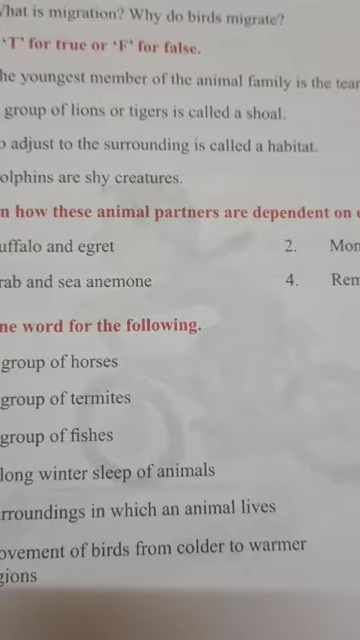 What is migration? Why do birds migrate?
‘T’ for true or ‘F’ for false.
he youngest member of the animal family is the tear
group of lions or tigers is called a shoal.
o adjust to the surrounding is called a habitat.
olphins are shy creatures.
n how these animal partners are dependent on e
uffalo and egret 2. Mon
rab and sea anemone 4. Rem
ne word for the following.
group of horses
group of termites
group of fishes
long winter sleep of animals
rroundings in which an animal lives
ovement of birds from colder to warmer
gions